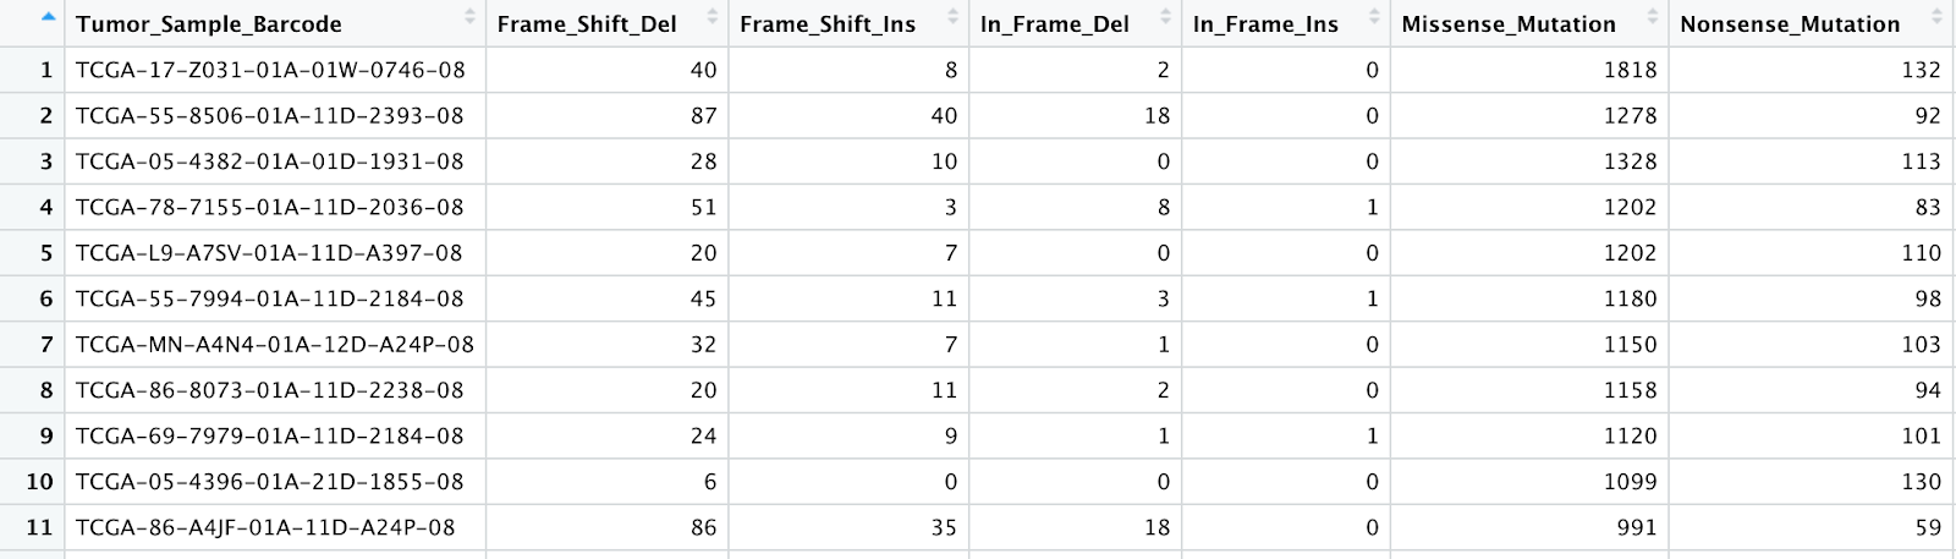 Tumor_Sample_Barcode Frame_Shift_Del Frame_Shift_Ins In_Frame_Del In_Frame_Ins Missense_Mutation Nonsense_Mutation
1 TCGA-17-Z031-01A-01W-0746-08 40 8 2 0 1818 132
2 TCGA-55-8506-01A-11D-2393-08 87 40 18 0 1278 92
3 TCGA-05-4382-01A-01D-1931-08 28 10 0 0 1328 113
4 TCGA-78-7155-01A-11D-2036-08 51 3 8 1 1202 83
5 TCGA-L9-A7SV-01A-11D-A397-08 20 7 0 0 1202 110
6 TCGA-55-7994-01A-11D-2184-08 45 11 3 1 1180 98
7 TCGA-MN-A4N4-01A-12D-A24P-08 32 7 1 0 1150 103
8 TCGA-86-8073-01A-11D-2238-08 20 11 2 0 1158 94
9 TCGA-69-7979-01A-11D-2184-08 24 9 1 1 1120 101
10 TCGA-05-4396-01A-21D-1855-08 6 0 0 0 1099 130
11 TCGA-86-A4JF-01A-11D-A24P-08 86 35 18 0 991 59